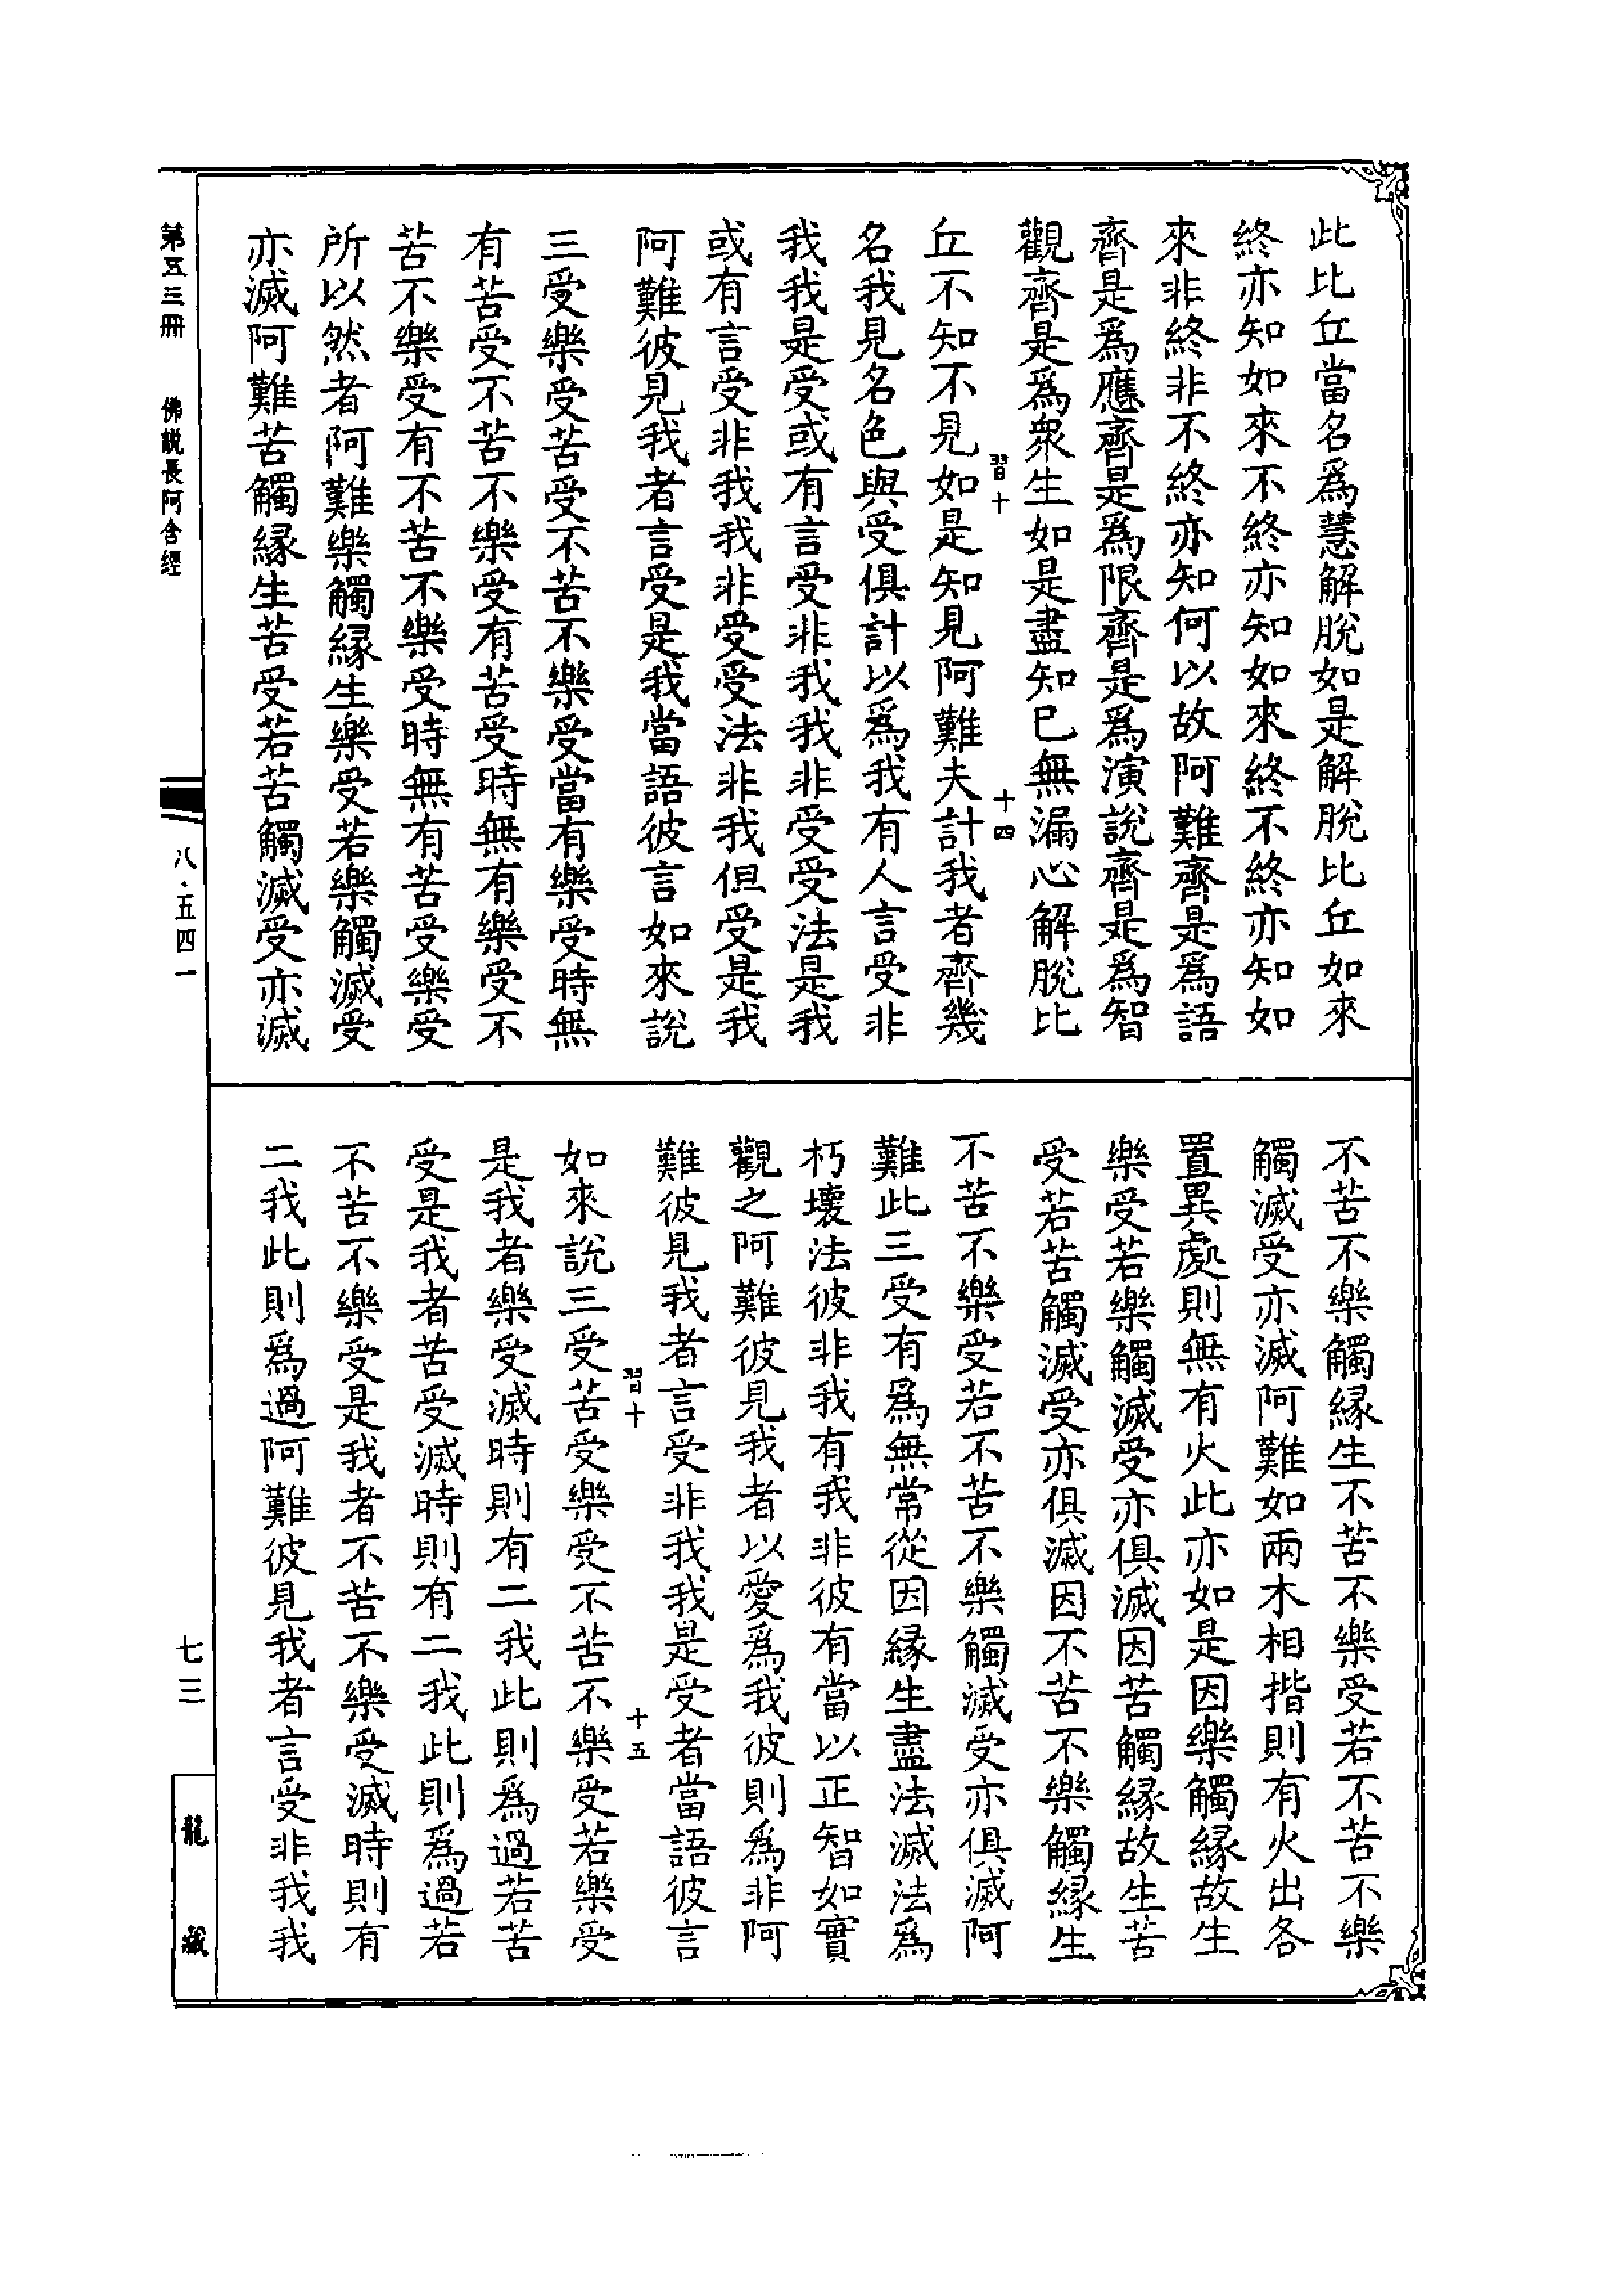 此比丘當名爲慧解脫如是解脫比丘如來
終亦知如來不終亦知如來終不終亦知如
來非終非不終亦知何以故阿難齊是爲語
齊是爲應齊是爲限齊是爲演說齊是爲智
觀齊是爲衆生如是盡知已無漏心解脫比
習十 十四
丘不知不見如是知見阿難夫計我者齊幾
名我見名色與受俱計以爲我有人言受非
我我是受或有言受非我我非受受法是我
或有言受非我我非受受法非我但受是我
阿難彼見我者言受是我當語彼言如來說
三受樂受苦受不苦不樂受當有樂受時無
有苦受不苦不樂受有苦受時無有樂受不
苦不樂受有不苦不樂受時無有苦受樂受
所以然者阿難樂觸緣生樂受若樂觸滅受
亦滅阿難苦觸緣生苦受若苦觸滅受亦滅
不苦不樂觸緣生不苦不樂受若不苦不樂
觸滅受亦滅阿難如兩木相揩則有火出各
置異處則無有火此亦如是因樂觸緣故生
樂受若樂觸滅受亦俱滅因苦觸緣故生苦
受若苦觸滅受亦俱滅因不苦不樂觸緣生
不苦不樂受若不苦不樂觸滅受亦俱滅阿
難此三受有爲無常從因緣生盡法滅法爲
朽壞法彼非我有我非彼有當以正智如實
觀之阿難彼見我者以愛爲我彼則爲非阿
難彼見我者言受非我我是受者當語彼言
習十 十五
如來說三受苦受樂受不苦不樂受若樂受
是我者樂受滅時則有二我此則爲過若苦
受是我者苦受滅時則有二我此則爲過若
不苦不樂受是我者不苦不樂受滅時則有
二我此則爲過阿難彼見我者言受非我我
第五三冊 佛説長阿含經
八·五四一
七三
龍藏